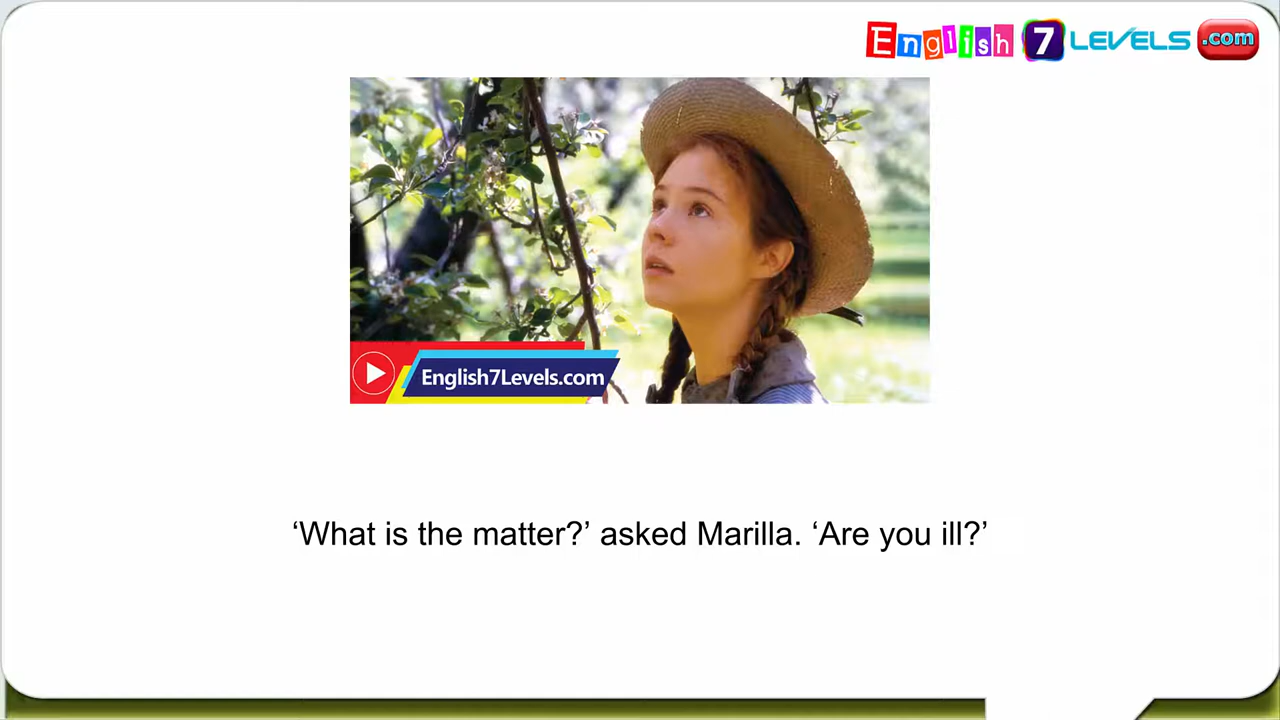 English 7 LEVELS .com
English7Levels.com
‘What is the matter?’ asked Marilla. ‘Are you ill?’